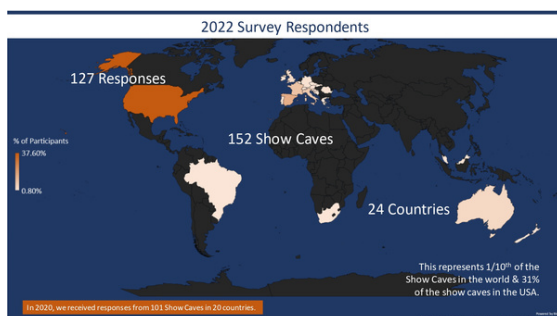 2022 Survey Respondents
127 Responses
% of Participants
37.60%
0.80%
152 Show Caves
24 Countries
This represents 1/10th of the
Show Caves in the world & 31%
of the show caves in the USA.
In 2020, we received responses from 101 Show Caves in 20 countries.